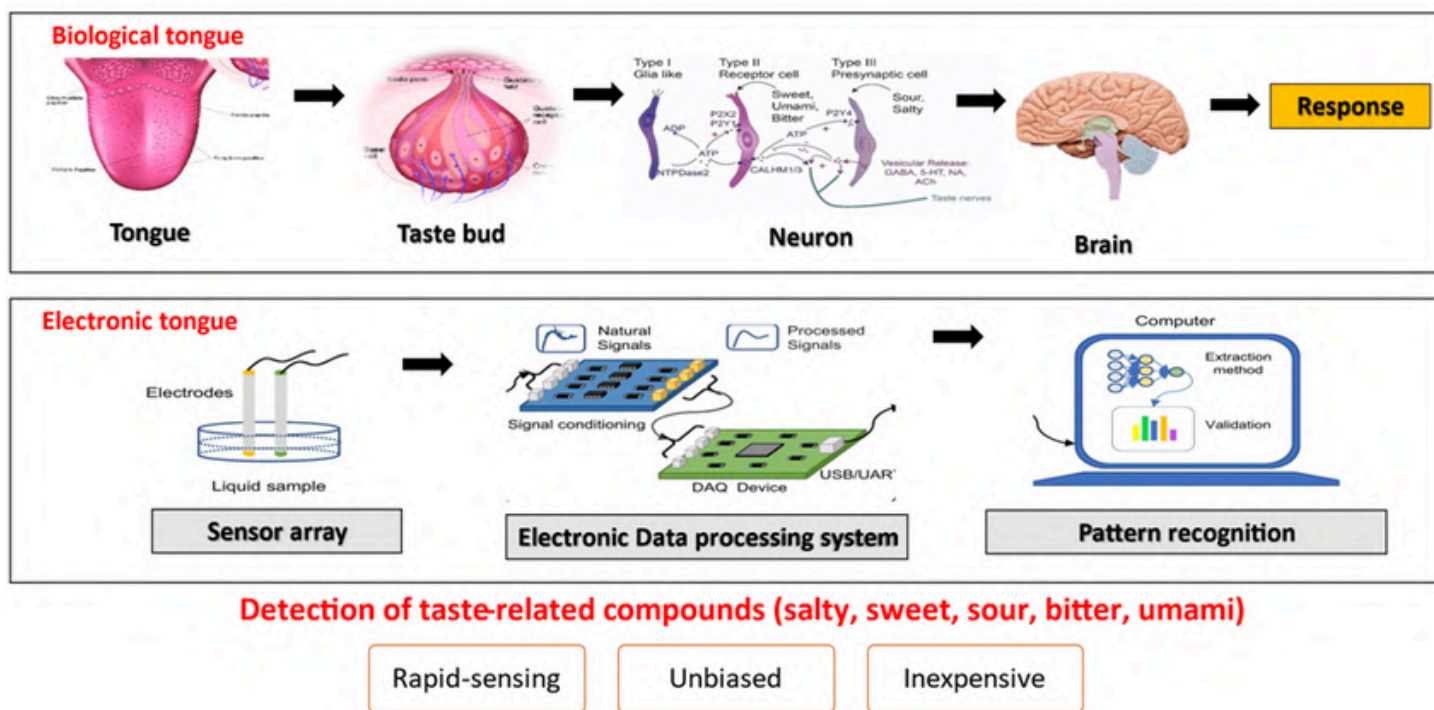 Biological tongue
Type I
Glia like
Type II
Receptor cell
Type III
Presynaptic cell
Sweet,
Umami,
Bitter
Sour,
Salty
P2X2
P2Y1
P2Y4
ADP
ATP
ATP
NTPDase2
CALHM1/3
Vesicular Release:
GABA, 5-HT, NA,
ACh
Taste nerves
Response
Tongue
Taste bud
Neuron
Brain
Electronic tongue
Electrodes
Liquid sample
Sensor array
Natural
Signals
Processed
Signals
Signal conditioning
DAQ Device
USB/UAR
Electronic Data processing system
Computer
Extraction
method
Validation
Pattern recognition
Detection of taste-related compounds (salty, sweet, sour, bitter, umami)
Rapid-sensing
Unbiased
Inexpensive